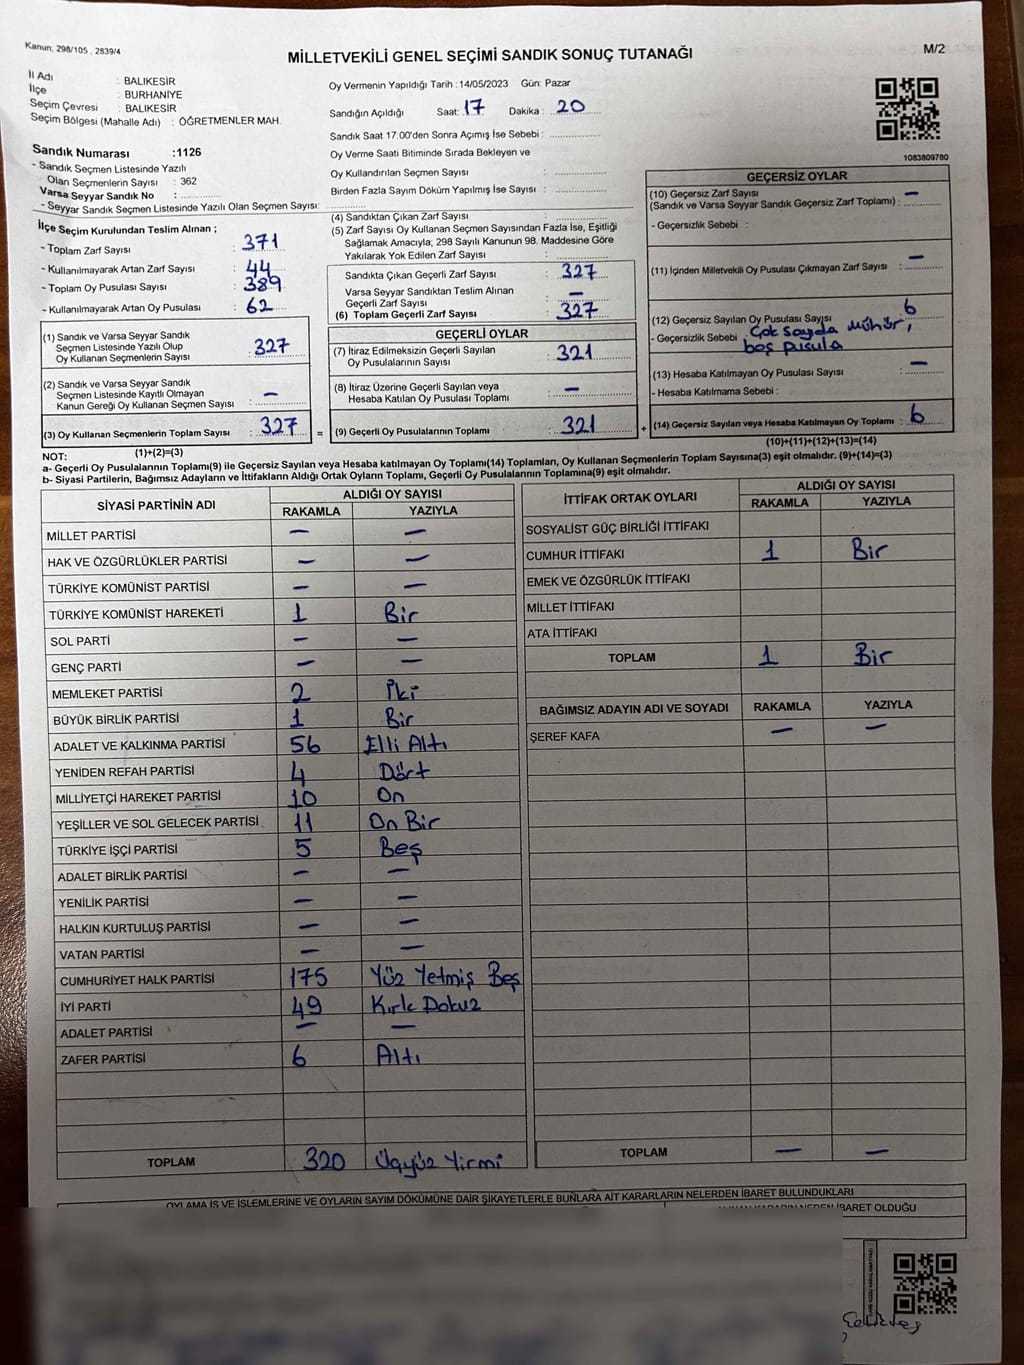 Kanun; 298/105 , 2839/4
MİLLETVEKİLİ GENEL SEÇİMİ SANDIK SONUÇ TUTANAĞI
M/2
İl Adı : BALIKESİR
İlçe : BURHANİYE
Seçim Çevresi : BALIKESİR
Seçim Bölgesi (Mahalle Adı) : ÖĞRETMENLER MAH.
Oy Vermenin Yapıldığı Tarih : 14/05/2023 Gün: Pazar
Sandığın Açıldığı Saat: 17 Dakika : 20
Sandık Saat 17.00'den Sonra Açımış İse Sebebi :
Oy Verme Saati Bitiminde Sırada Bekleyen ve
Oy Kullandırılan Seçmen Sayısı :
Birden Fazla Sayım Döküm Yapılmış İse Sayısı :
1083809780
Sandık Numarası :1126
- Sandık Seçmen Listesinde Yazılı
Olan Seçmenlerin Sayısı : 362
Varsa Seyyar Sandık No :
- Seyyar Sandık Seçmen Listesinde Yazılı Olan Seçmen Sayısı:
İlçe Seçim Kurulundan Teslim Alınan ;
- Toplam Zarf Sayısı : 371
- Kullanılmayarak Artan Zarf Sayısı : 44
- Toplam Oy Pusulası Sayısı : 389
- Kullanılmayarak Artan Oy Pusulası : 62
(1) Sandık ve Varsa Seyyar Sandık
Seçmen Listesinde Yazılı Olup
Oy Kullanan Seçmenlerin Sayısı : 327
(2) Sandık ve Varsa Seyyar Sandık
Seçmen Listesinde Kayıtlı Olmayan
Kanun Gereği Oy Kullanan Seçmen Sayısı : –
(3) Oy Kullanan Seçmenlerin Toplam Sayısı : 327 =
(1)+(2)=(3)
(4) Sandıktan Çıkan Zarf Sayısı :
(5) Zarf Sayısı Oy Kullanan Seçmen Sayısından Fazla İse, Eşitliği
Sağlamak Amacıyla; 298 Sayılı Kanunun 98. Maddesine Göre
Yakılarak Yok Edilen Zarf Sayısı :
Sandıkta Çıkan Geçerli Zarf Sayısı : 327
Varsa Seyyar Sandıktan Teslim Alınan
Geçerli Zarf Sayısı : –
(6) Toplam Geçerli Zarf Sayısı : 327
GEÇERLİ OYLAR
(7) İtiraz Edilmeksizin Geçerli Sayılan
Oy Pusulalarının Sayısı : 321
(8) İtiraz Üzerine Geçerli Sayılan veya
Hesaba Katılan Oy Pusulası Toplamı : –
(9) Geçerli Oy Pusulalarının Toplamı : 321 +
GEÇERSİZ OYLAR
(10) Geçersiz Zarf Sayısı –
(Sandık ve Varsa Seyyar Sandık Geçersiz Zarf Toplamı) :
- Geçersizlik Sebebi :
(11) İçinden Milletvekili Oy Pusulası Çıkmayan Zarf Sayısı : –
(12) Geçersiz Sayılan Oy Pusulası Sayısı : 6
- Geçersizlik Sebebi : Çok sayda mühür,
boş pusula
(13) Hesaba Katılmayan Oy Pusulası Sayısı : –
- Hesaba Katılmama Sebebi :
(14) Geçersiz Sayılan veya Hesaba Katılmayan Oy Toplamı : 6
(10)+(11)+(12)+(13)=(14)
NOT:
a- Geçerli Oy Pusulalarının Toplamı(9) ile Geçersiz Sayılan veya Hesaba katılmayan Oy Toplamı(14) Toplamları, Oy Kullanan Seçmenlerin Toplam Sayısına(3) eşit olmalıdır. (9)+(14)=(3)
b- Siyasi Partilerin, Bağımsız Adayların ve İttifakların Aldığı Ortak Oyların Toplamı, Geçerli Oy Pusulalarının Toplamına(9) eşit olmalıdır.
SİYASİ PARTİNİN ADI ALDIĞI OY SAYISI
RAKAMLA YAZIYLA
MİLLET PARTİSİ – –
HAK VE ÖZGÜRLÜKLER PARTİSİ – –
TÜRKİYE KOMÜNİST PARTİSİ – –
TÜRKİYE KOMÜNİST HAREKETİ 1 Bir
SOL PARTİ – –
GENÇ PARTİ – –
MEMLEKET PARTİSİ 2 İki
BÜYÜK BİRLİK PARTİSİ 1 Bir
ADALET VE KALKINMA PARTİSİ 56 Elli Altı
YENİDEN REFAH PARTİSİ 4 Dört
MİLLİYETÇİ HAREKET PARTİSİ 10 On
YEŞİLLER VE SOL GELECEK PARTİSİ 11 On Bir
TÜRKİYE İŞÇİ PARTİSİ 5 Beş
ADALET BİRLİK PARTİSİ – –
YENİLİK PARTİSİ – –
HALKIN KURTULUŞ PARTİSİ – –
VATAN PARTİSİ – –
CUMHURİYET HALK PARTİSİ 175 Yüz Yetmiş Beş
İYİ PARTİ 49 Kırk Dokuz
ADALET PARTİSİ – –
ZAFER PARTİSİ 6 Altı
TOPLAM 320 Üçyüz Yirmi
İTTİFAK ORTAK OYLARI ALDIĞI OY SAYISI
RAKAMLA YAZIYLA
SOSYALİST GÜÇ BİRLİĞİ İTTİFAKI
CUMHUR İTTİFAKI 1 Bir
EMEK VE ÖZGÜRLÜK İTTİFAKI
MİLLET İTTİFAKI
ATA İTTİFAKI
TOPLAM 1 Bir
BAĞIMSIZ ADAYIN ADI VE SOYADI RAKAMLA YAZIYLA
ŞEREF KAFA – –
TOPLAM – –
OYLAMA İŞ VE İŞLEMLERİNE VE OYLARIN SAYIM DÖKÜMÜNE DAİR ŞİKAYETLERLE BUNLARA AİT KARARLARIN NELERDEN İBARET BULUNDUKLARI
İBARET OLDUĞU